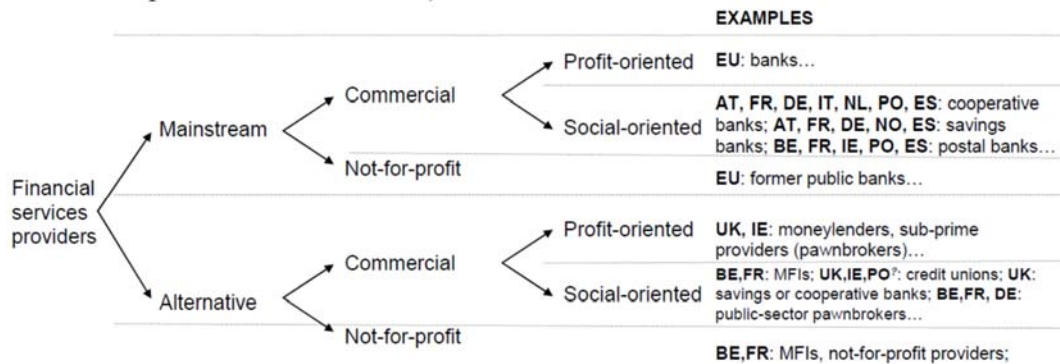 EXAMPLES
Profit-oriented
EU: banks…
Commercial
AT, FR, DE, IT, NL, PO, ES: cooperative
banks; AT, FR, DE, NO, ES: savings
banks; BE, FR, IE, PO, ES: postal banks…
Social-oriented
Mainstream
Not-for-profit
EU: former public banks…
Financial
services
providers
Profit-oriented
UK, IE: moneylenders, sub-prime
providers (pawnbrokers)…
Commercial
BE,FR: MFIs; UK,IE,PO?: credit unions; UK:
savings or cooperative banks; BE,FR, DE:
public-sector pawnbrokers…
Social-oriented
Alternative
Not-for-profit
BE,FR: MFIs, not-for-profit providers;